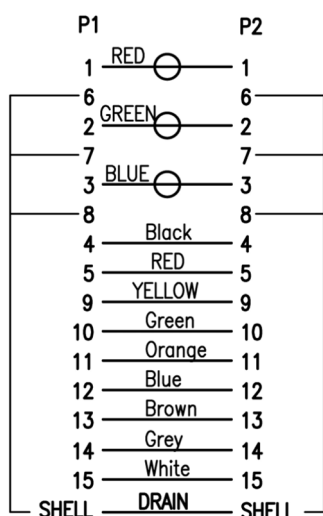 P1 P2
1 RED 1
6 6
2 GREEN 2
7 7
3 BLUE 3
8 8
4 Black 4
5 RED 5
9 YELLOW 9
10 Green 10
11 Orange 11
12 Blue 12
13 Brown 13
14 Grey 14
15 White 15
SHELL DRAIN SHELL